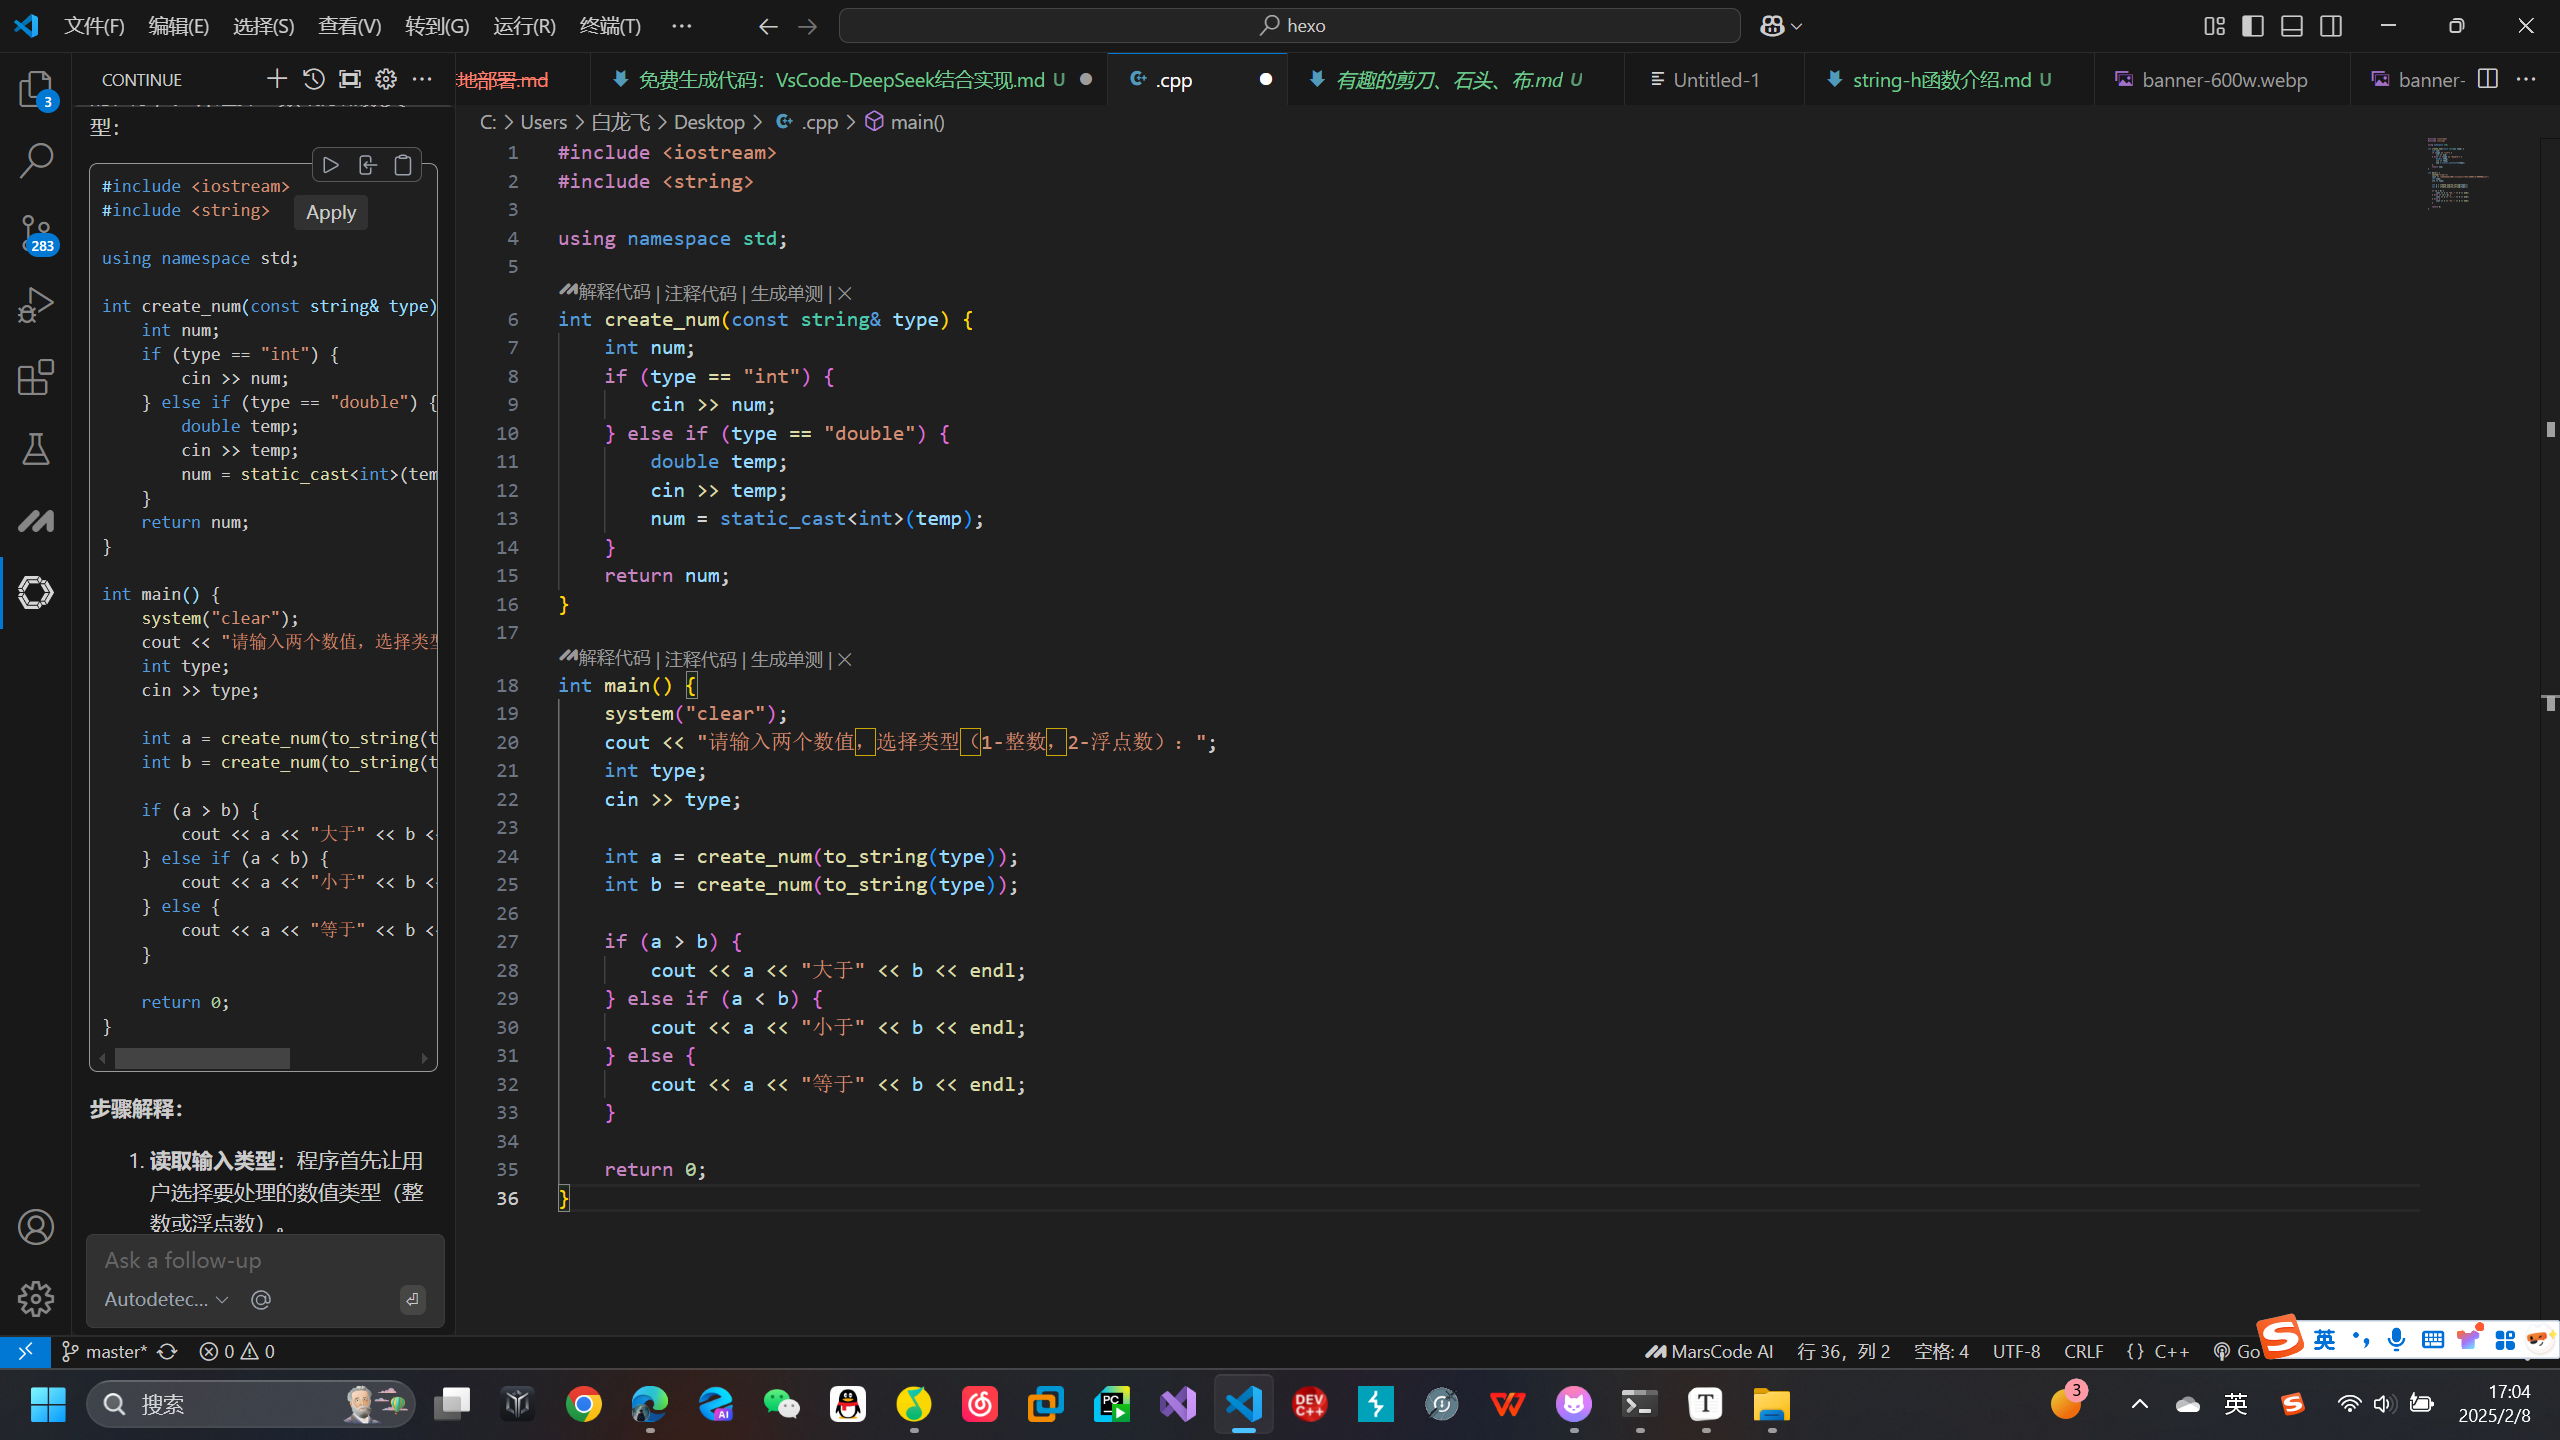 文件(F) 编辑(E) 选择(S) 查看(V) 转到(G) 运行(R) 终端(T) ···
hexo
CONTINUE
地部署.md
免费生成代码：VsCode-DeepSeek结合实现.md U
.cpp
有趣的剪刀、石头、布.md U
Untitled-1
string-h函数介绍.md U
banner-600w.webp
banner-
3
283
型：
Apply
#include <iostream>
#include <string>
using namespace std;
int create_num(const string& type)
int num;
if (type == "int") {
cin >> num;
} else if (type == "double") {
double temp;
cin >> temp;
num = static_cast<int>(tem
}
return num;
}
int main() {
system("clear");
cout << "请输入两个数值，选择类型
int type;
cin >> type;
int a = create_num(to_string(t
int b = create_num(to_string(t
if (a > b) {
cout << a << "大于" << b <<
} else if (a < b) {
cout << a << "小于" << b <<
} else {
cout << a << "等于" << b <<
}
return 0;
}
步骤解释：
1. 读取输入类型：程序首先让用
户选择要处理的数值类型（整
数或浮点数）。
Ask a follow-up
Autodetec... @
C: > Users > 白龙飞 > Desktop > .cpp > main()
1 #include <iostream>
2 #include <string>
3
4 using namespace std;
5
解释代码 | 注释代码 | 生成单测 | ×
6 int create_num(const string& type) {
7 int num;
8 if (type == "int") {
9 cin >> num;
10 } else if (type == "double") {
11 double temp;
12 cin >> temp;
13 num = static_cast<int>(temp);
14 }
15 return num;
16 }
17
解释代码 | 注释代码 | 生成单测 | ×
18 int main() {
19 system("clear");
20 cout << "请输入两个数值，选择类型（1-整数，2-浮点数）：";
21 int type;
22 cin >> type;
23
24 int a = create_num(to_string(type));
25 int b = create_num(to_string(type));
26
27 if (a > b) {
28 cout << a << "大于" << b << endl;
29 } else if (a < b) {
30 cout << a << "小于" << b << endl;
31 } else {
32 cout << a << "等于" << b << endl;
33 }
34
35 return 0;
36 }
master* 0 0
MarsCode AI 行 36，列 2 空格: 4 UTF-8 CRLF {} C++ Go
英
搜索
AI
PC
DEV C++
T
3
英
17:04
2025/2/8